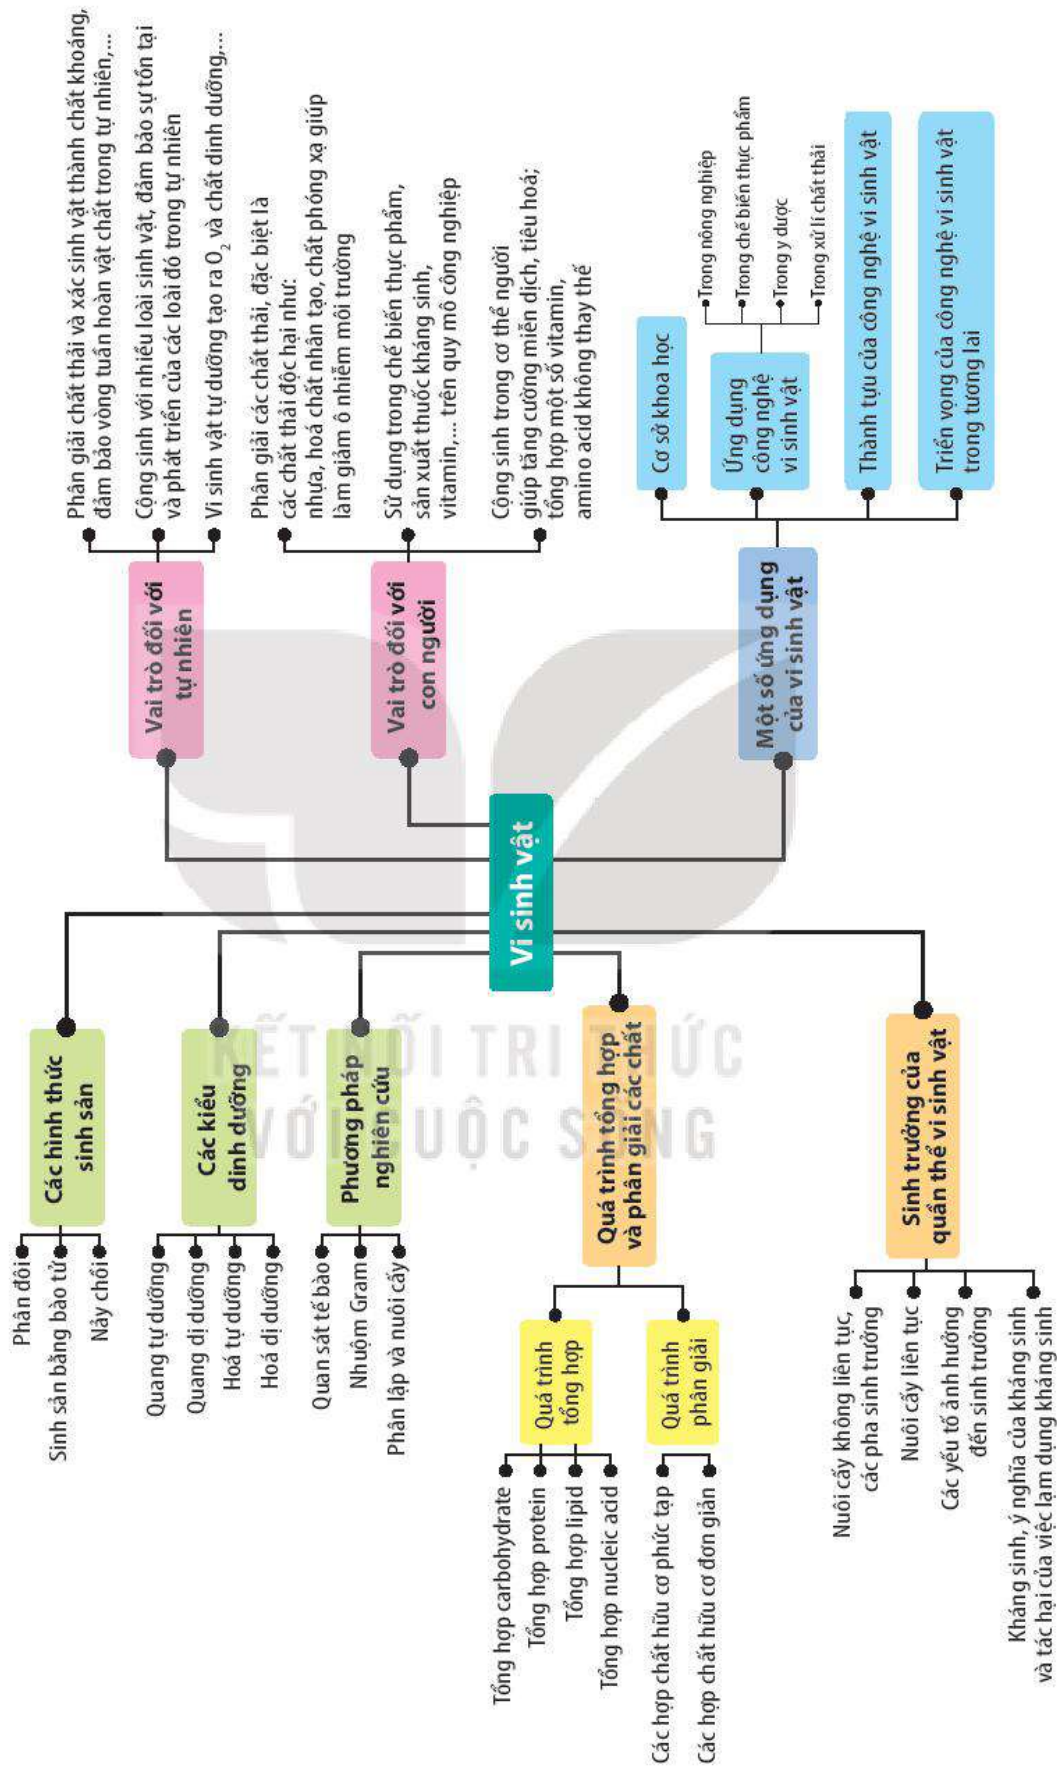 Phân đôi
Sinh sản bằng bào tử
Nảy chồi
Các hình thức
sinh sản
Quang tự dưỡng
Quang dị dưỡng
Hoá tự dưỡng
Hoá dị dưỡng
Các kiểu
dinh dưỡng
Quan sát tế bào
Nhuộm Gram
Phân lập và nuôi cấy
Phương pháp
nghiên cứu
Tổng hợp carbohydrate
Tổng hợp protein
Tổng hợp lipid
Tổng hợp nucleic acid
Quá trình
tổng hợp
Các hợp chất hữu cơ phức tạp
Các hợp chất hữu cơ đơn giản
Quá trình
phân giải
Quá trình tổng hợp
và phân giải các chất
Nuôi cấy không liên tục,
các pha sinh trưởng
Nuôi cấy liên tục
Các yếu tố ảnh hưởng
đến sinh trưởng
Kháng sinh, ý nghĩa của kháng sinh
và tác hại của việc lạm dụng kháng sinh
Sinh trưởng của
quần thể vi sinh vật
Vi sinh vật
Vai trò đối với
tự nhiên
Phân giải chất thải và xác sinh vật thành chất khoáng,
đảm bảo vòng tuần hoàn vật chất trong tự nhiên,...
Cộng sinh với nhiều loài sinh vật, đảm bảo sự tồn tại
và phát triển của các loài đó trong tự nhiên
Vi sinh vật tự dưỡng tạo ra O₂ và chất dinh dưỡng,...
Vai trò đối với
con người
Phân giải các chất thải, đặc biệt là
các chất thải độc hại như:
nhựa, hoá chất nhân tạo, chất phóng xạ giúp
làm giảm ô nhiễm môi trường
Sử dụng trong chế biến thực phẩm,
sản xuất thuốc kháng sinh,
vitamin,... trên quy mô công nghiệp
Cộng sinh trong cơ thể người
giúp tăng cường miễn dịch, tiêu hoá;
tổng hợp một số vitamin,
amino acid không thay thế
Một số ứng dụng
của vi sinh vật
Cơ sở khoa học
Ứng dụng
công nghệ
vi sinh vật
Trong nông nghiệp
Trong chế biến thực phẩm
Trong y dược
Trong xử lí chất thải
Thành tựu của công nghệ vi sinh vật
Triển vọng của công nghệ vi sinh vật
trong tương lai
KẾT NỐI TRI THỨC
VỚI CUỘC SỐNG